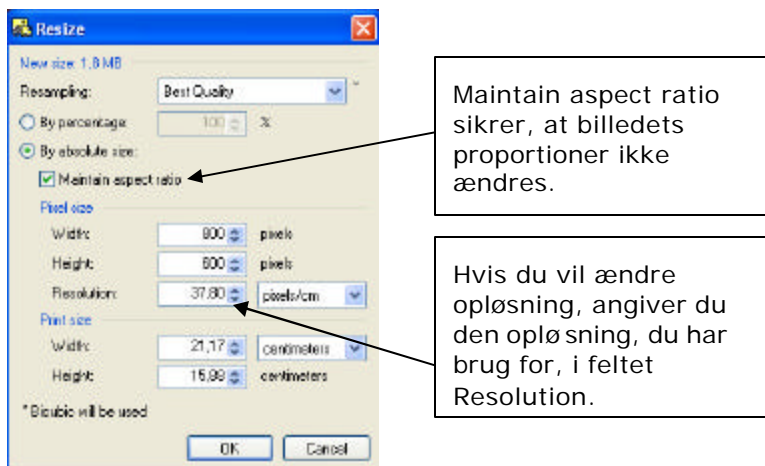 Resize
New size: 1,8 MB
Resampling: Best Quality *
By percentage: 100 %
By absolute size:
Maintain aspect ratio
Pixel size
Width: 800 pixels
Height: 600 pixels
Resolution: 37,80 pixels/cm
Print size
Width: 21,17 centimeters
Height: 15,88 centimeters
* Bicubic will be used
OK Cancel
Maintain aspect ratio
sikrer, at billedets
proportioner ikke
ændres.
Hvis du vil ændre
opløsning, angiver du
den opløsning, du har
brug for, i feltet
Resolution.